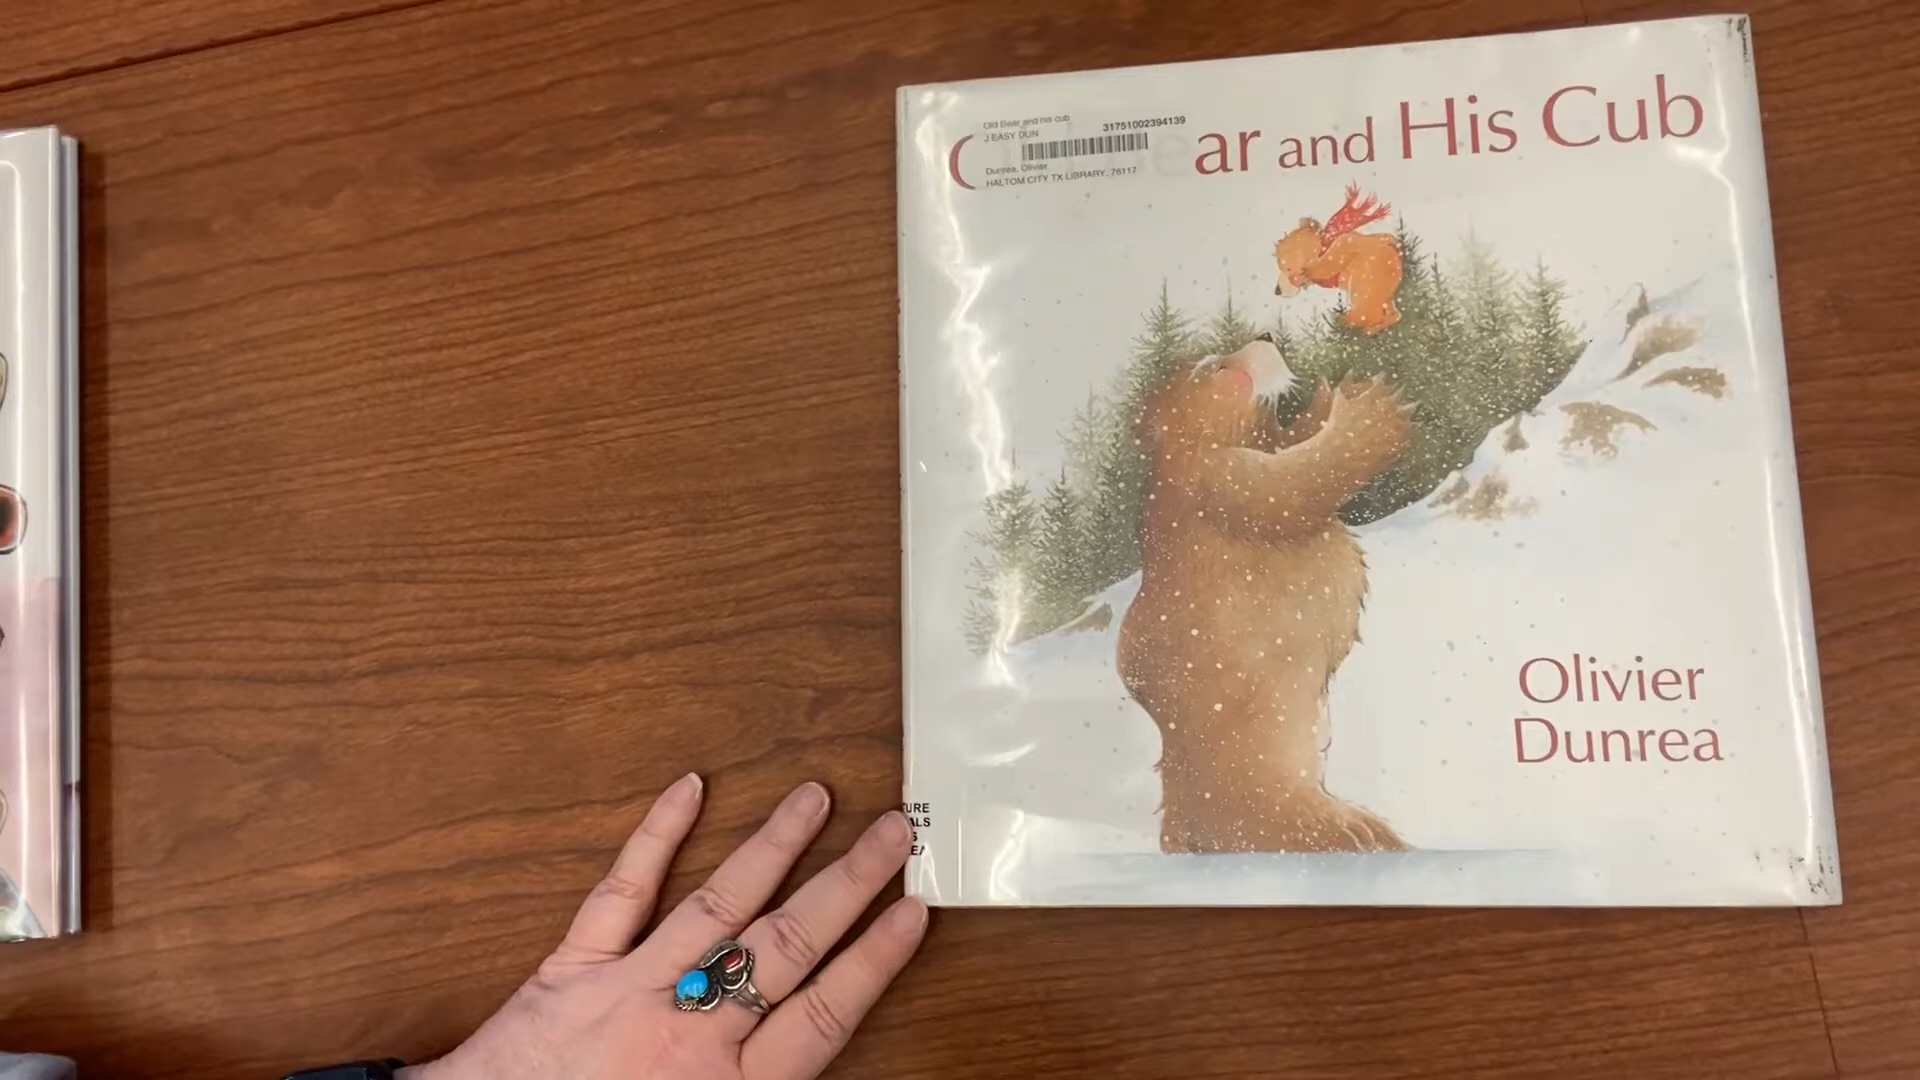 ar and His Cub
Old Bear and his cub
J EASY DUN
31751002394139
Dunrea, Olivier
HALTOM CITY TX LIBRARY, 76117
Olivier
Dunrea